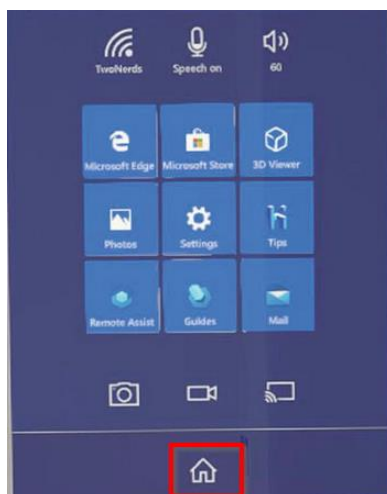 TwoNerds Speech on 60
Microsoft Edge Microsoft Store 3D Viewer
Photos Settings Tips
Remote Assist Guides Mail